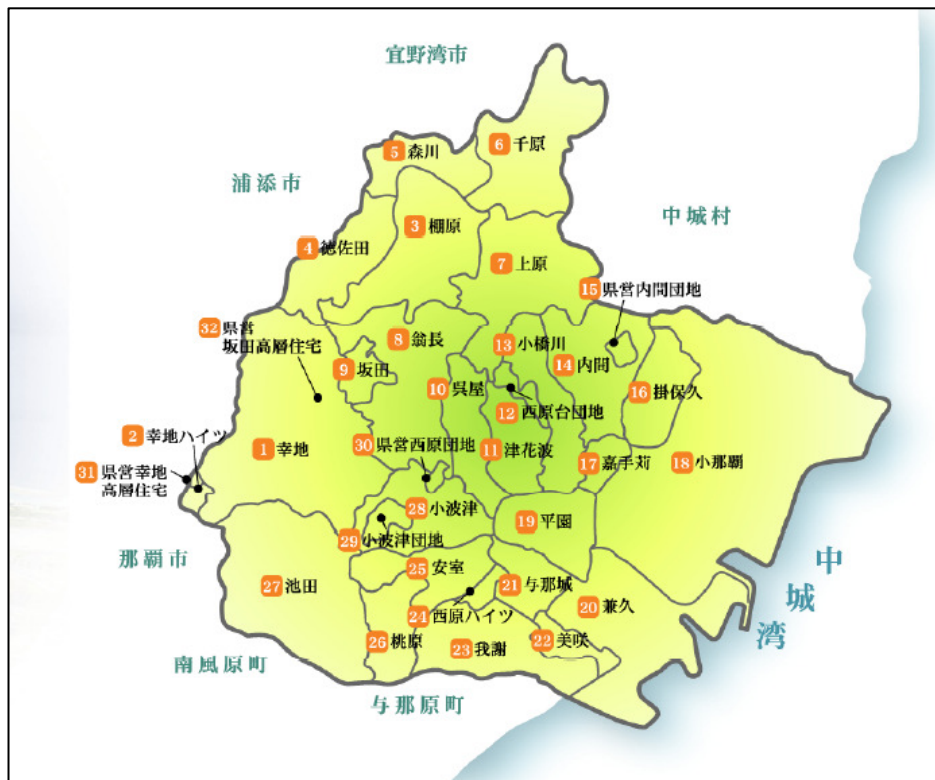 宜野湾市
6 千原
5 森川
浦添市
中城村
3 棚原
4 徳佐田
7 上原
15 県営内間団地
32 県営
坂田高層住宅
8 翁長
13 小橋川
14 内間
9 坂田
10 呉屋
16 掛保久
12 西原台団地
2 幸地ハイツ
1 幸地
30 県営西原団地
11 津花波
17 嘉手苅
18 小那覇
31 県営幸地
高層住宅
28 小波津
19 平園
29 小波津団地
那覇市
25 安室
中城湾
27 池田
21 与那城
20 兼久
24 西原ハイツ
26 桃原
23 我謝
22 美咲
南風原町
与那原町